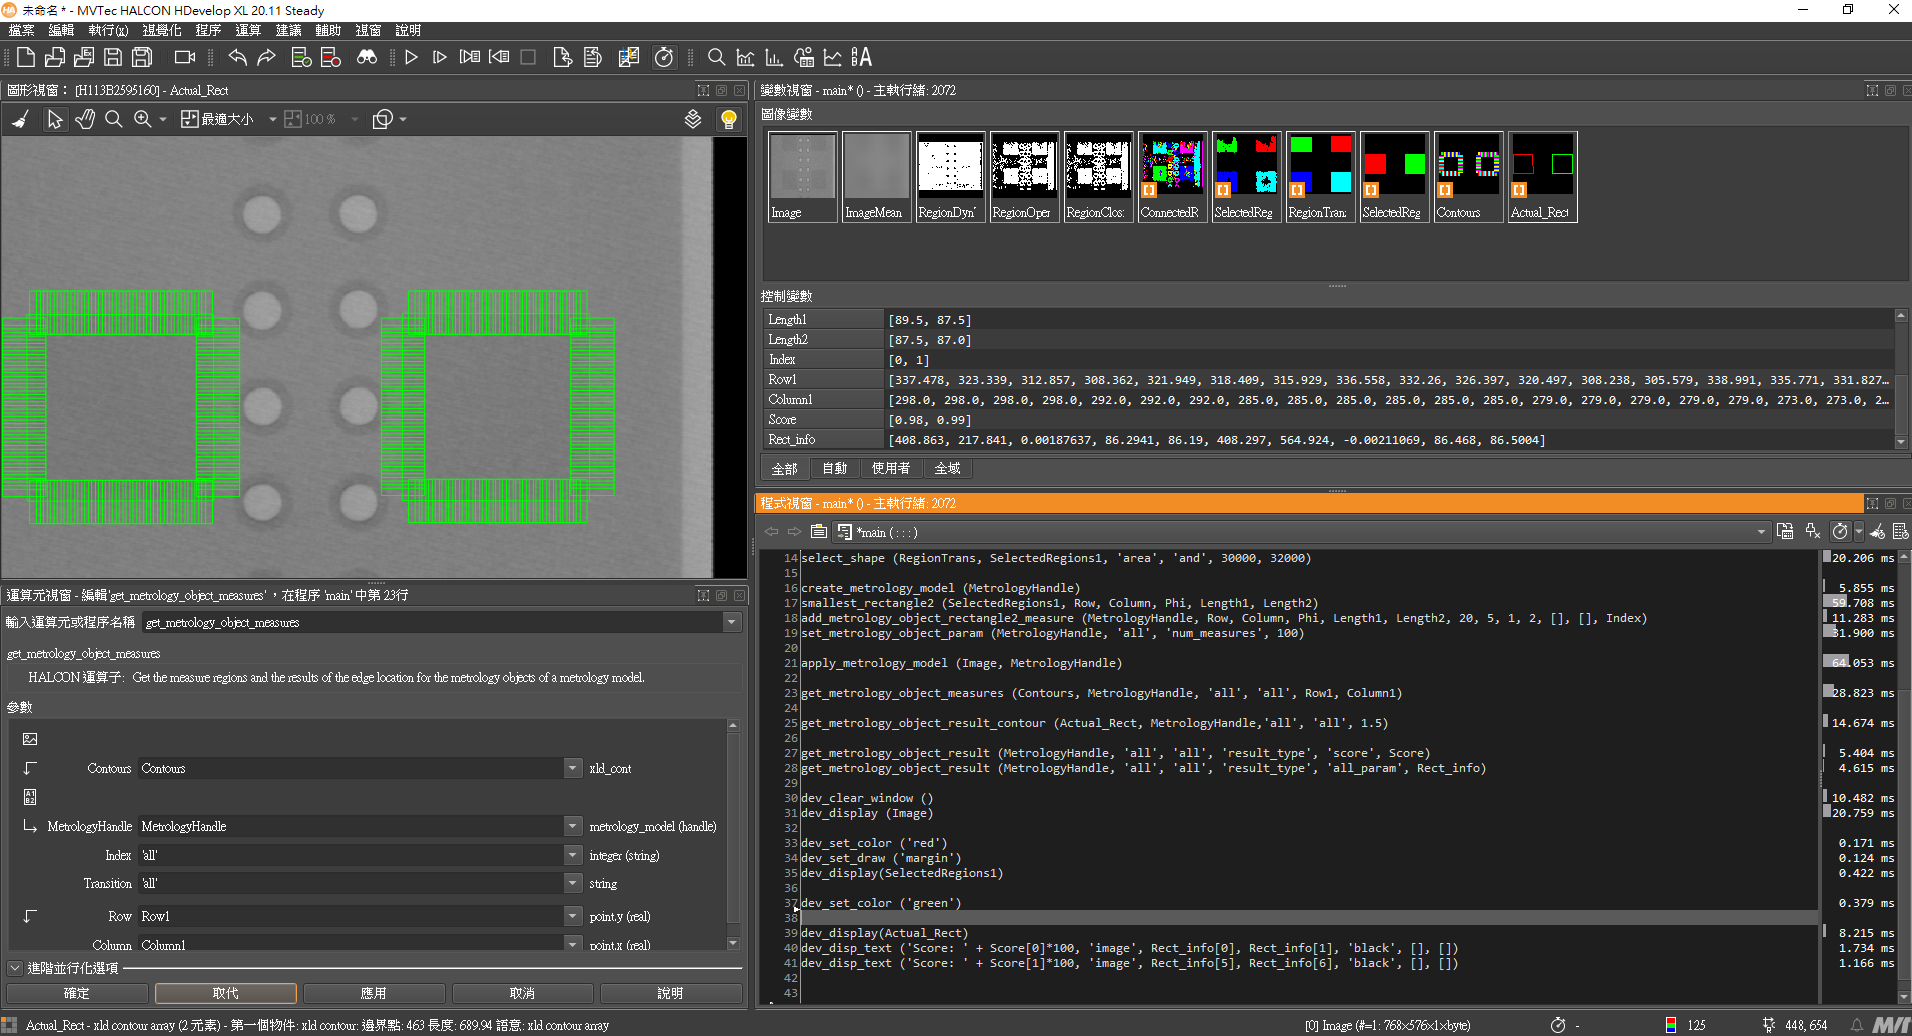 未命名 * - MVTec HALCON HDevelop XL 20.11 Steady
檔案 編輯 執行(x) 視覺化 程序 運算 建議 輔助 視窗 說明
圖形視窗： [H113B2595160] - Actual_Rect
最適大小 100 %
變數視窗 - main* () - 主執行緒: 2072
圖像變數
Image ImageMean RegionDyn RegionOper RegionClos: ConnectedR SelectedReg RegionTran: SelectedReg Contours Actual_Rect
控制變數
Length1 [89.5, 87.5]
Length2 [87.5, 87.0]
Index [0, 1]
Row1 [337.478, 323.339, 312.857, 308.362, 321.949, 318.409, 315.929, 336.558, 332.26, 326.397, 320.497, 308.238, 305.579, 338.991, 335.771, 331.827...
Column1 [298.0, 298.0, 298.0, 298.0, 292.0, 292.0, 292.0, 285.0, 285.0, 285.0, 285.0, 285.0, 285.0, 279.0, 279.0, 279.0, 279.0, 279.0, 273.0, 273.0, 2...
Score [0.98, 0.99]
Rect_info [408.863, 217.841, 0.00187637, 86.2941, 86.19, 408.297, 564.924, -0.00211069, 86.468, 86.5004]
全部 自動 使用者 全域
程式視窗 - main* () - 主執行緒: 2072
*main ( : : : )
14 select_shape (RegionTrans, SelectedRegions1, 'area', 'and', 30000, 32000) 20.206 ms
15
16 create_metrology_model (MetrologyHandle) 5.855 ms
17 smallest_rectangle2 (SelectedRegions1, Row, Column, Phi, Length1, Length2) 59.708 ms
18 add_metrology_object_rectangle2_measure (MetrologyHandle, Row, Column, Phi, Length1, Length2, 20, 5, 1, 2, [], [], Index) 11.283 ms
19 set_metrology_object_param (MetrologyHandle, 'all', 'num_measures', 100) 31.900 ms
20
21 apply_metrology_model (Image, MetrologyHandle) 64.053 ms
22
23 get_metrology_object_measures (Contours, MetrologyHandle, 'all', 'all', Row1, Column1) 28.823 ms
24
25 get_metrology_object_result_contour (Actual_Rect, MetrologyHandle,'all', 'all', 1.5) 14.674 ms
26
27 get_metrology_object_result (MetrologyHandle, 'all', 'all', 'result_type', 'score', Score) 5.404 ms
28 get_metrology_object_result (MetrologyHandle, 'all', 'all', 'result_type', 'all_param', Rect_info) 4.615 ms
29
30 dev_clear_window () 10.482 ms
31 dev_display (Image) 20.759 ms
32
33 dev_set_color ('red') 0.171 ms
34 dev_set_draw ('margin') 0.124 ms
35 dev_display(SelectedRegions1) 0.422 ms
36
37 dev_set_color ('green') 0.379 ms
38
39 dev_display(Actual_Rect) 8.215 ms
40 dev_disp_text ('Score: ' + Score[0]*100, 'image', Rect_info[0], Rect_info[1], 'black', [], []) 1.734 ms
41 dev_disp_text ('Score: ' + Score[1]*100, 'image', Rect_info[5], Rect_info[6], 'black', [], []) 1.166 ms
42
43
運算元視窗 - 編輯'get_metrology_object_measures'，在程序 'main' 中第 23行
輸入運算元或程序名稱 get_metrology_object_measures
get_metrology_object_measures
HALCON 運算子: Get the measure regions and the results of the edge location for the metrology objects of a metrology model.
參數
Contours Contours xld_cont
MetrologyHandle MetrologyHandle metrology_model (handle)
Index 'all' integer (string)
Transition 'all' string
Row Row1 point.y (real)
Column Column1 point.x (real)
進階並行化選項
確定 取代 應用 取消 說明
Actual_Rect - xld contour array (2 元素) - 第一個物件: xld contour: 邊界點: 463 長度: 689.94 語意: xld contour array
[0] Image (#=1: 768×576×1×byte) - 125 448, 654